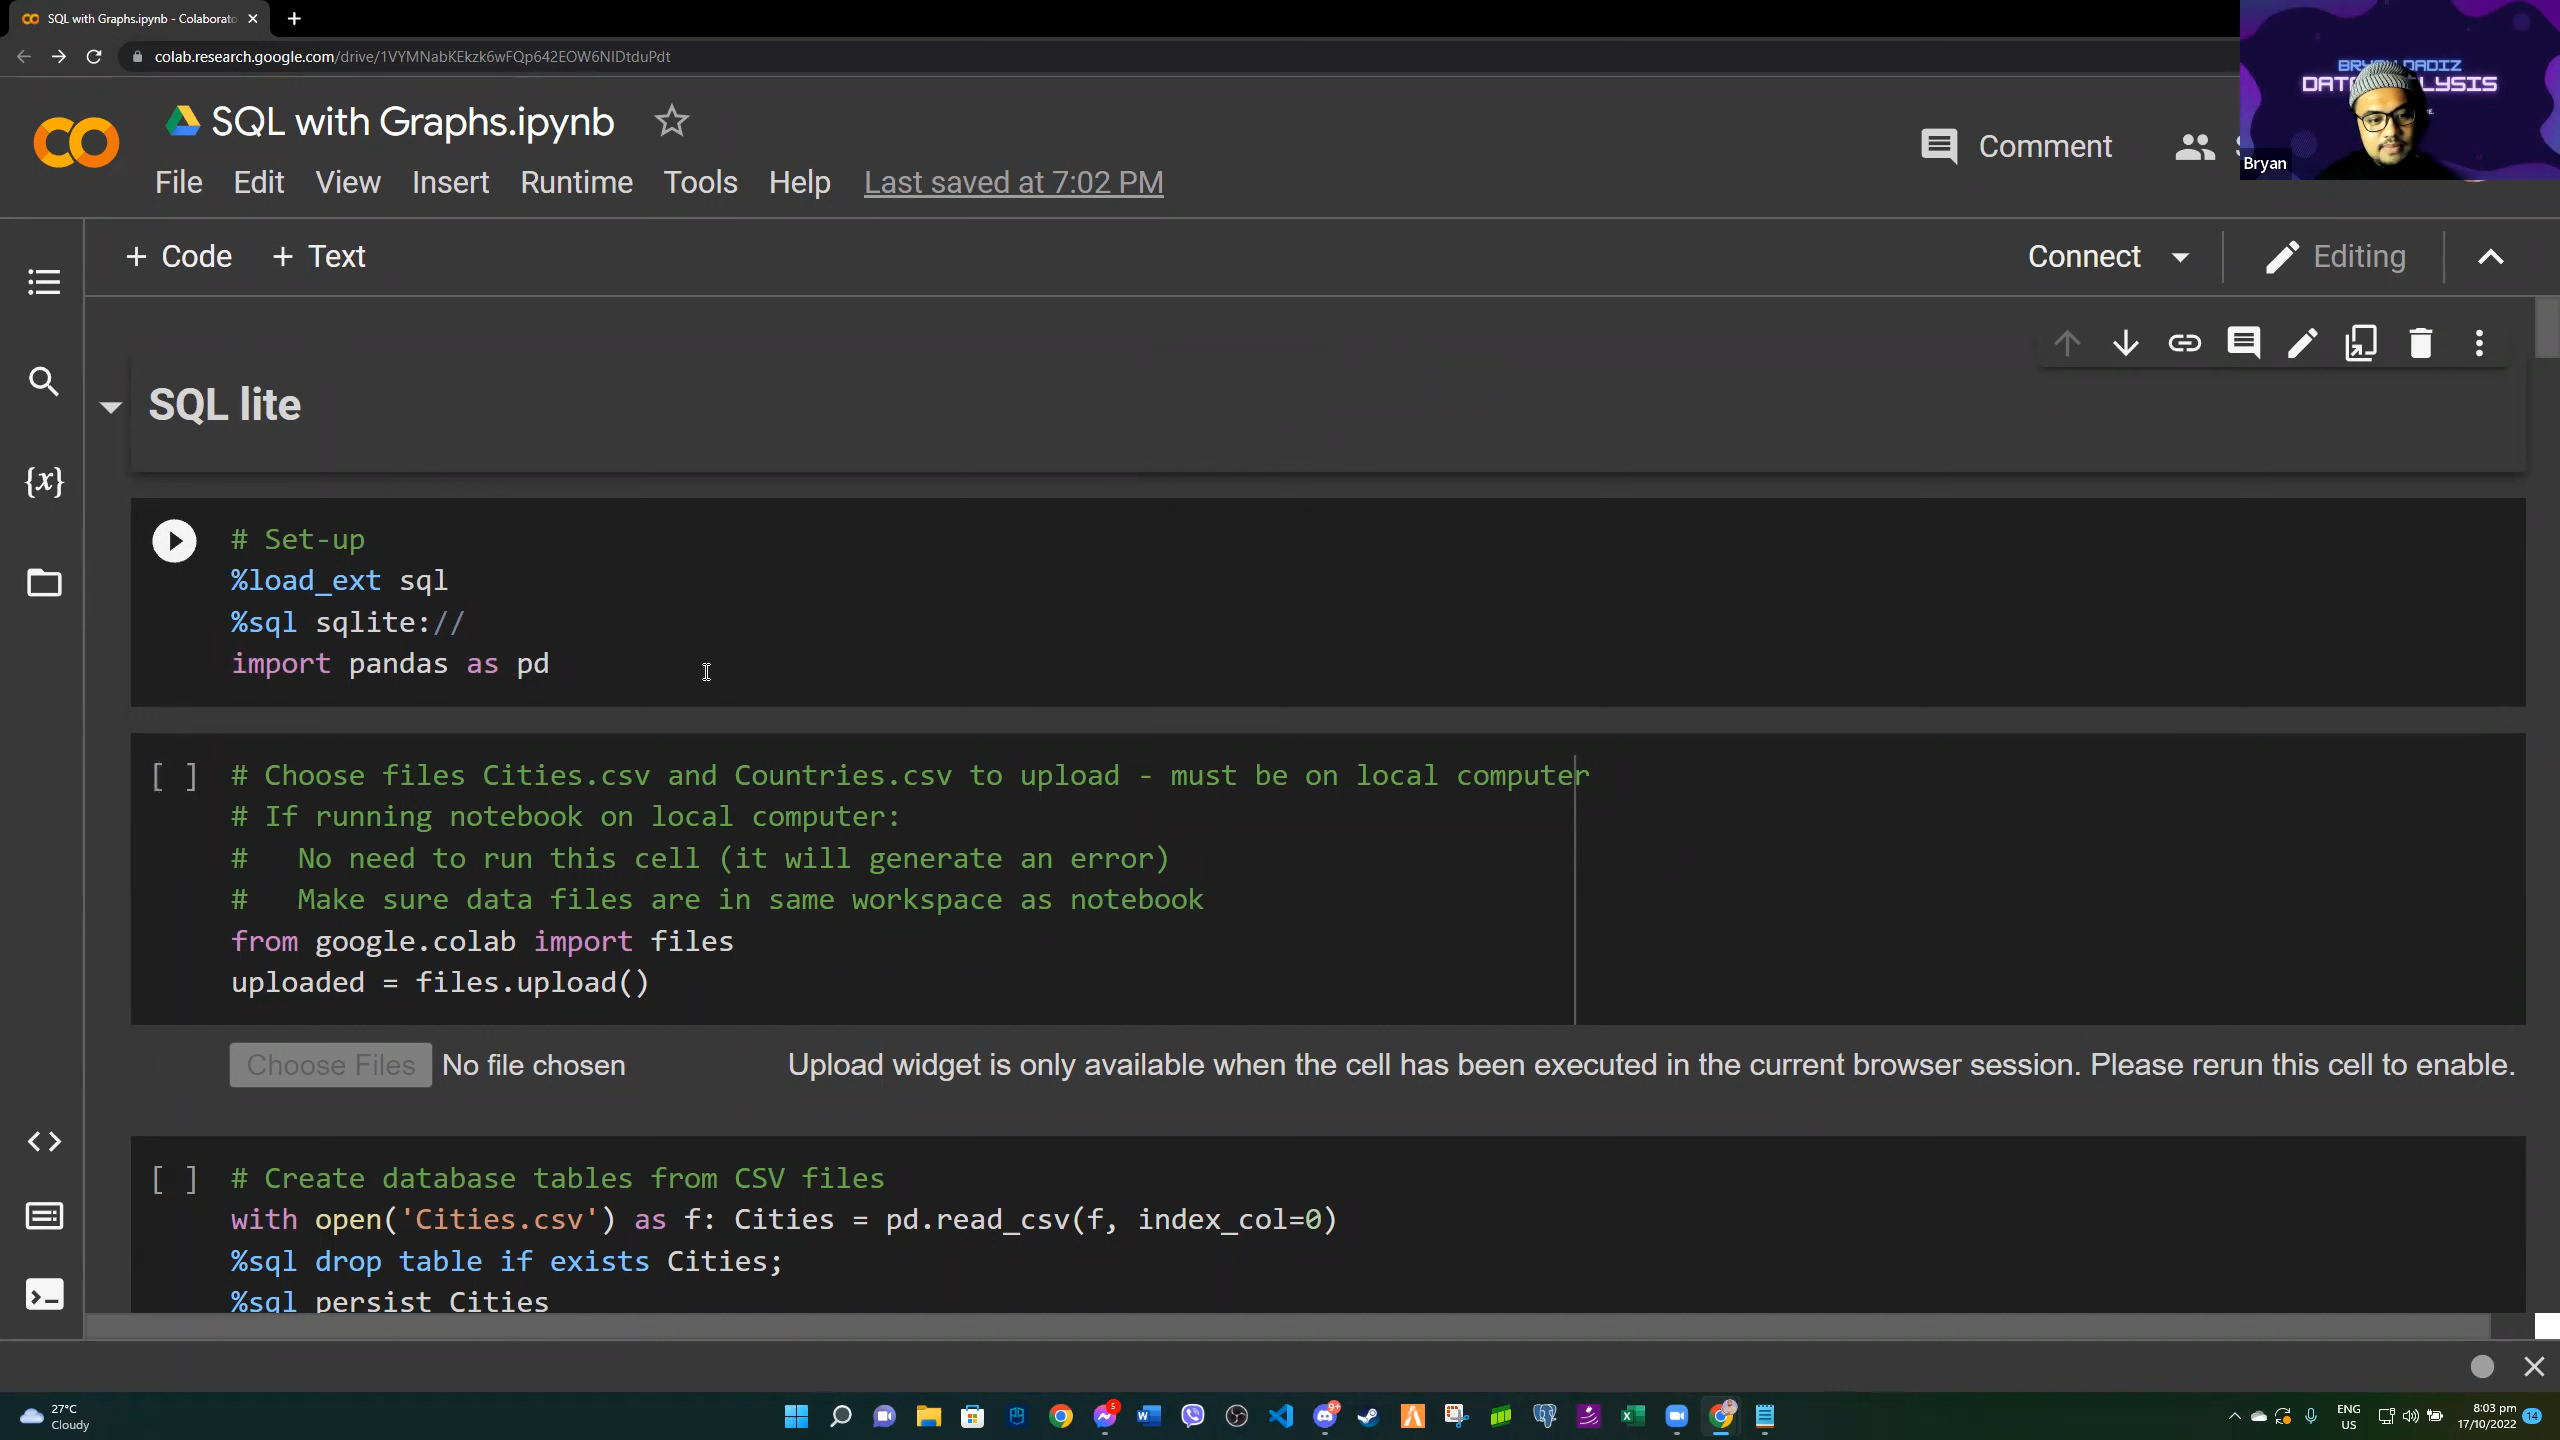 SQL with Graphs.ipynb - Colaborato
colab.research.google.com/drive/1VYMNabKEkzk6wFQp642EOW6NIDtduPdt
SQL with Graphs.ipynb
Comment
File Edit View Insert Runtime Tools Help Last saved at 7:02 PM
Bryan
+ Code + Text
Connect
Editing
SQL lite
# Set-up
%load_ext sql
%sql sqlite://
import pandas as pd
[ ] # Choose files Cities.csv and Countries.csv to upload - must be on local computer
# If running notebook on local computer:
#   No need to run this cell (it will generate an error)
#   Make sure data files are in same workspace as notebook
from google.colab import files
uploaded = files.upload()
Choose Files No file chosen Upload widget is only available when the cell has been executed in the current browser session. Please rerun this cell to enable.
[ ] # Create database tables from CSV files
with open('Cities.csv') as f: Cities = pd.read_csv(f, index_col=0)
%sql drop table if exists Cities;
%sql persist Cities
27°C
Cloudy
ENG
US
8:03 pm
17/10/2022
14